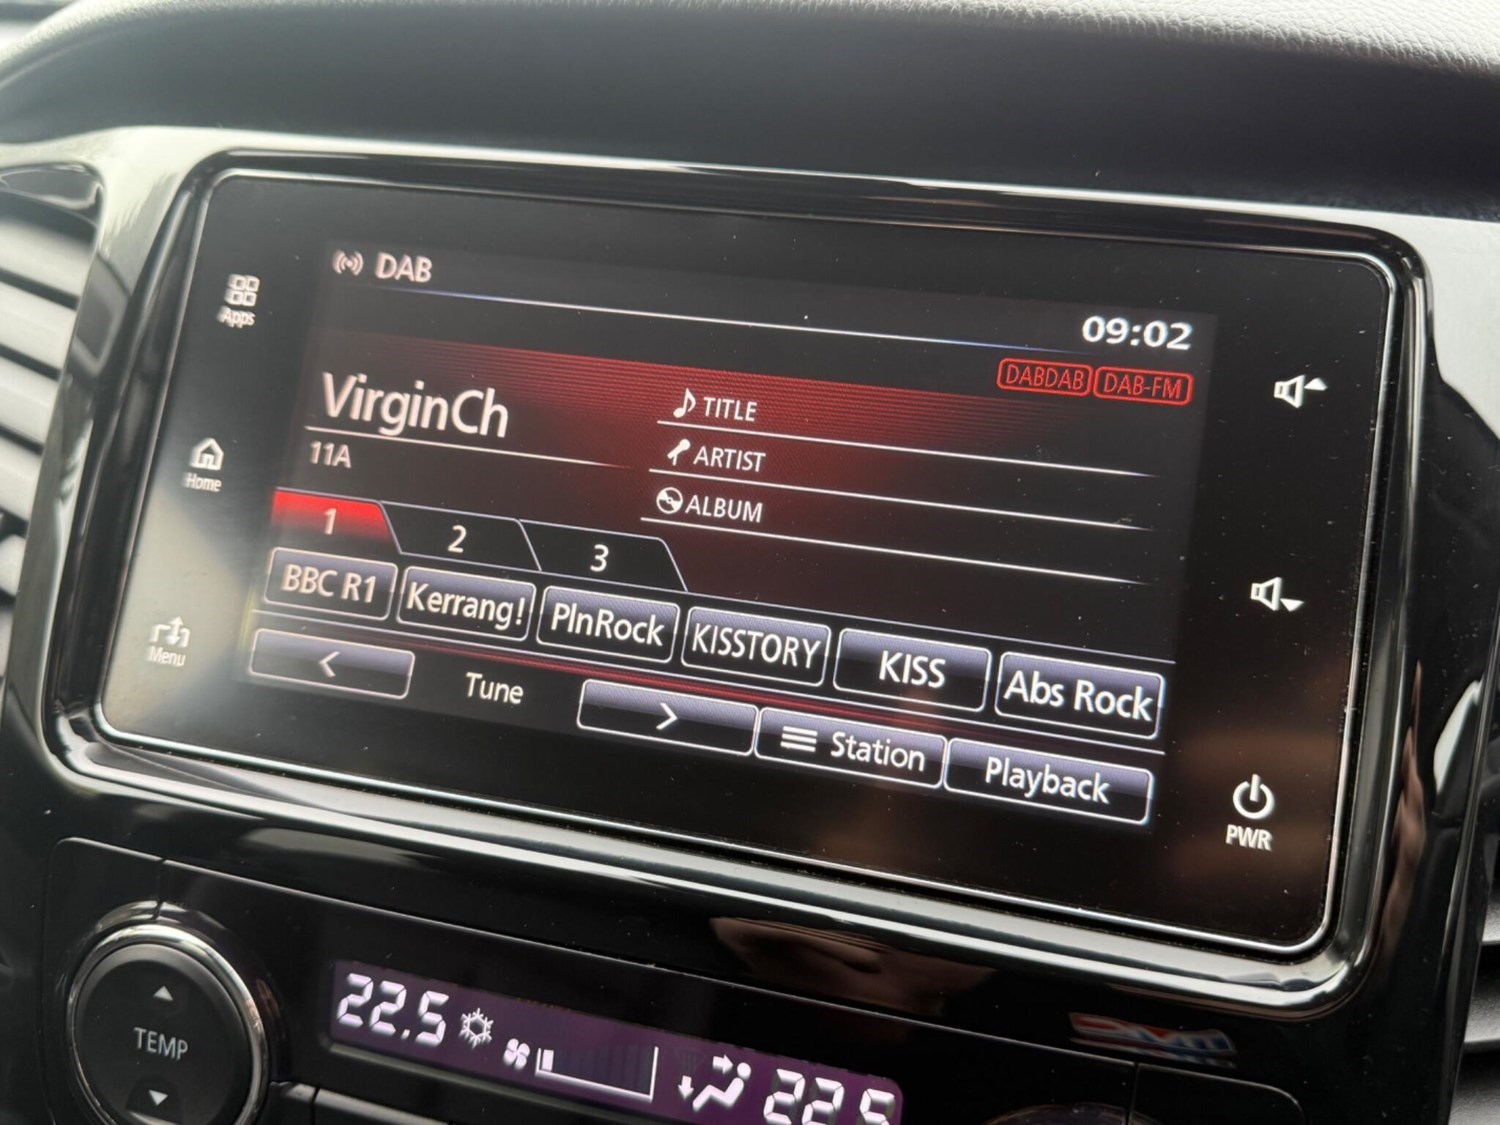 DAB
09:02
Apps
DABDAB DAB-FM
VirginCh
TITLE
11A
ARTIST
Home
ALBUM
1 2 3
BBC R1 Kerrang! PlnRock KISSTORY KISS Abs Rock
Menu
< Tune > Station Playback
PWR
22.5
TEMP
22.5